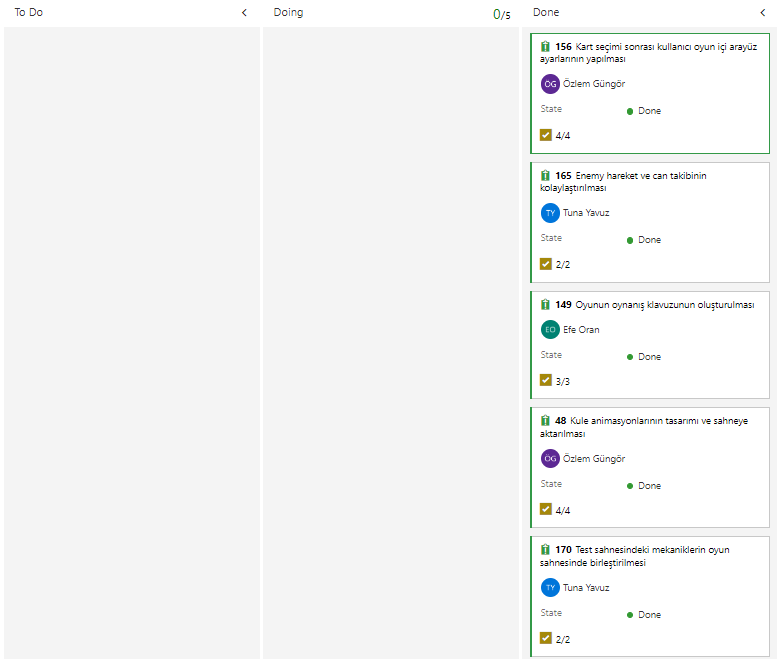 To Do
Doing
0/5
Done
156 Kart seçimi sonrası kullanıcı oyun içi arayüz
ayarlarının yapılması
ÖG Özlem Güngör
State
Done
4/4
165 Enemy hareket ve can takibinin
kolaylaştırılması
TY Tuna Yavuz
State
Done
2/2
149 Oyunun oynanış klavuzunun oluşturulması
EO Efe Oran
State
Done
3/3
48 Kule animasyonlarının tasarımı ve sahneye
aktarılması
ÖG Özlem Güngör
State
Done
4/4
170 Test sahnesindeki mekaniklerin oyun
sahnesinde birleştirilmesi
TY Tuna Yavuz
State
Done
2/2